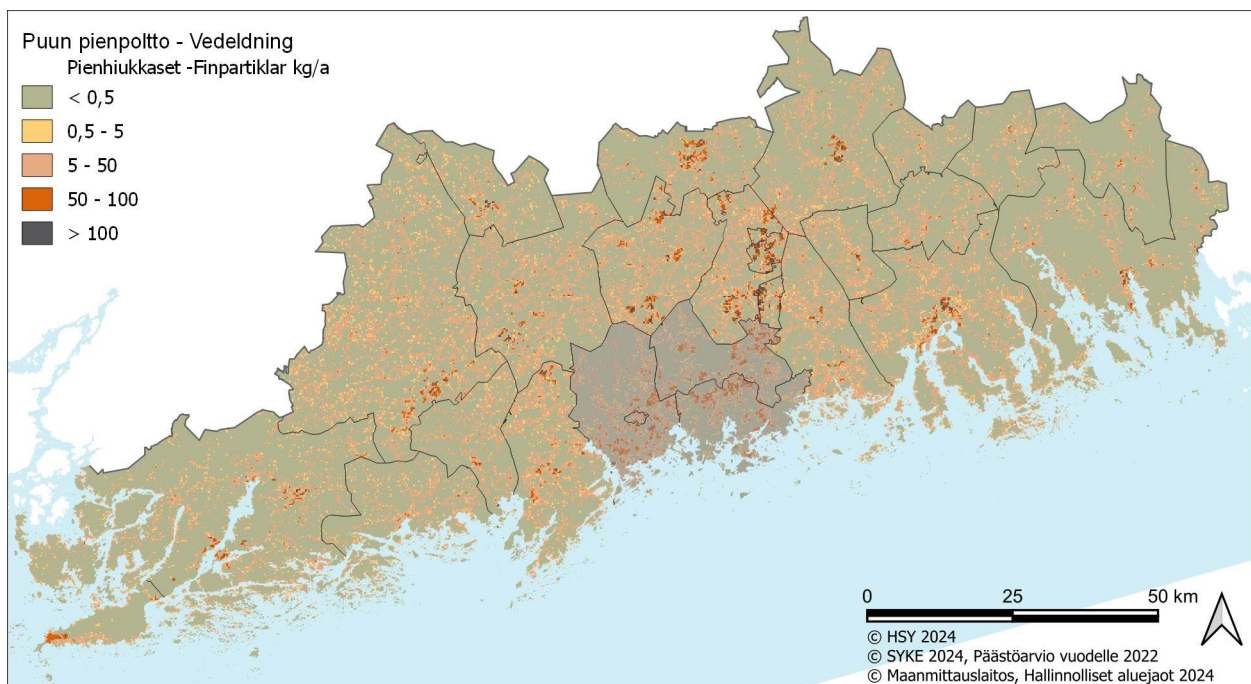 Puun pienpoltto - Vedeldning
Pienhiukkaset -Finpartiklar kg/a
< 0,5
0,5 - 5
5 - 50
50 - 100
> 100
0 25 50 km
© HSY 2024
© SYKE 2024, Päästöarvio vuodelle 2022
© Maanmittauslaitos, Hallinnolliset aluejaot 2024